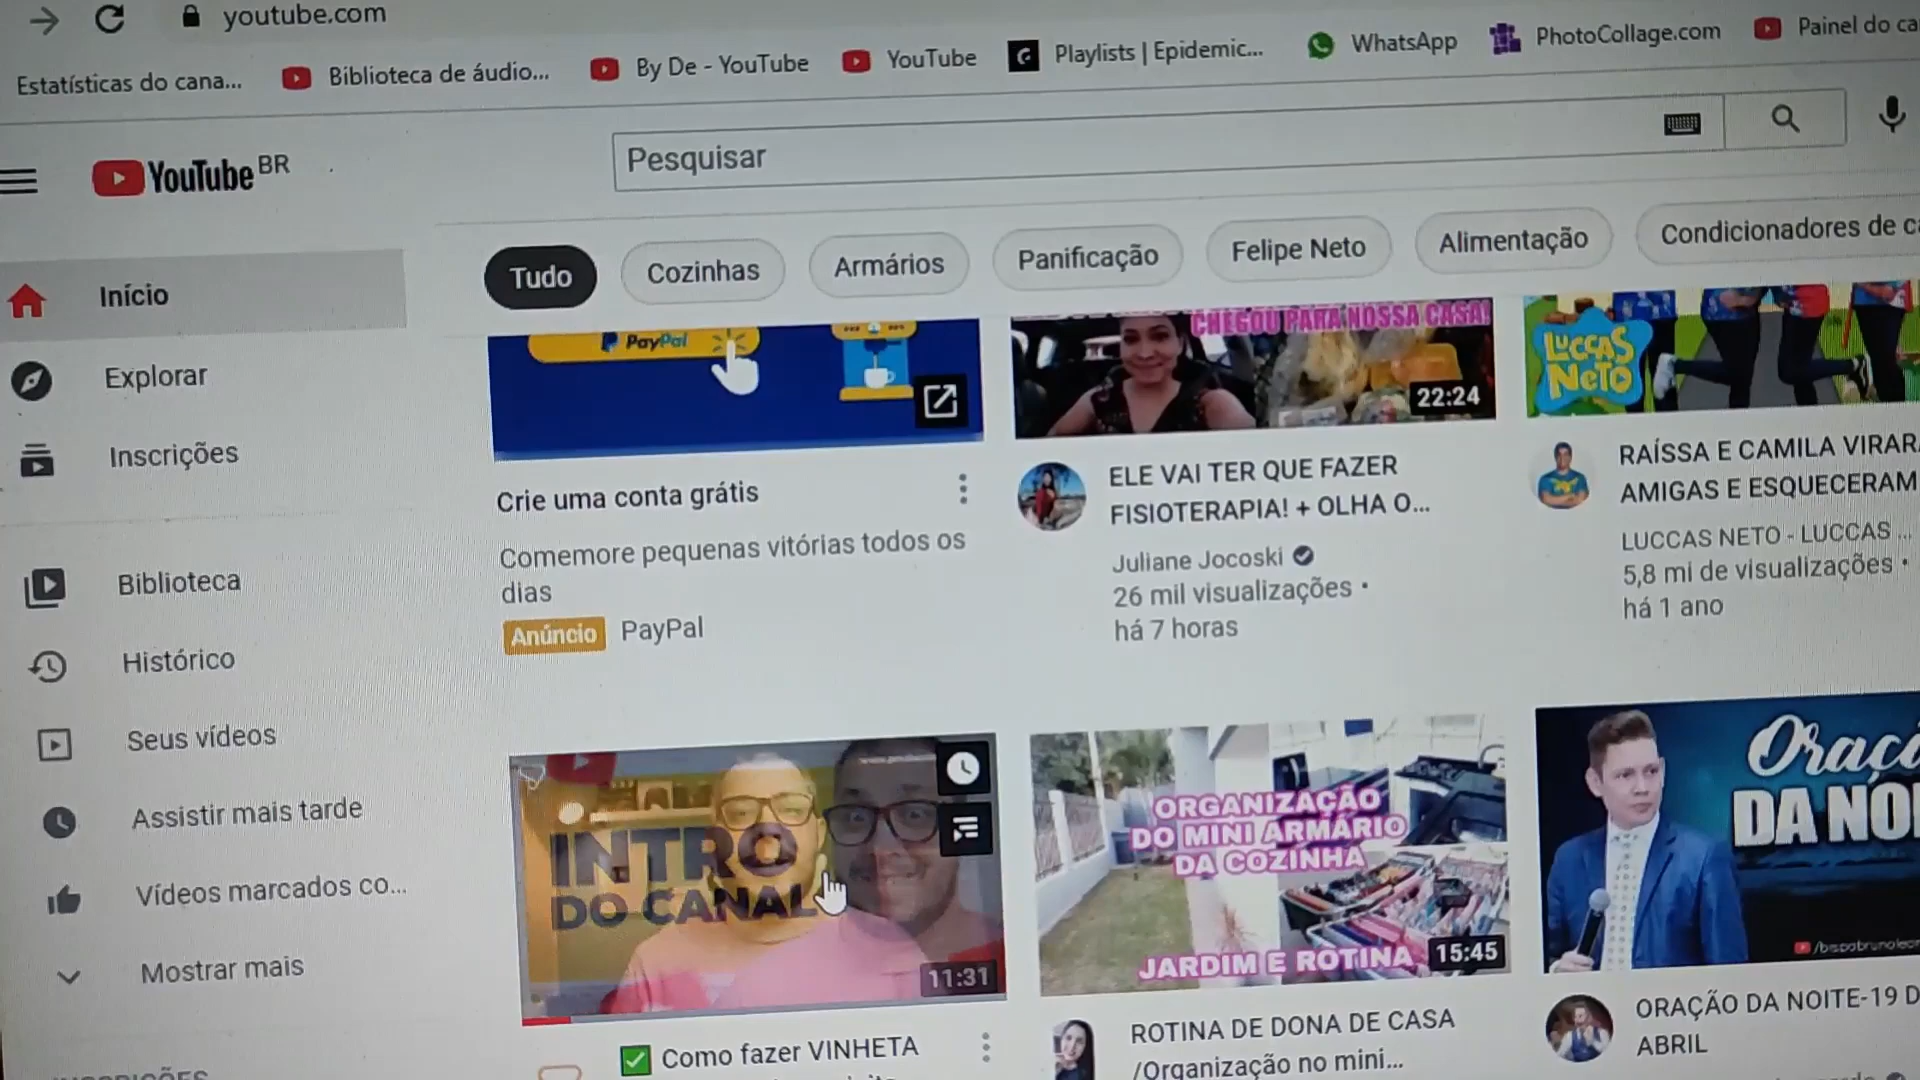 youtube.com
Estatísticas do cana...
Biblioteca de áudio...
By De - YouTube
YouTube
Playlists | Epidemic...
WhatsApp
PhotoCollage.com
Painel do ca
YouTube BR
Pesquisar
Tudo
Cozinhas
Armários
Panificação
Felipe Neto
Alimentação
Condicionadores de c
Início
Explorar
Inscrições
Biblioteca
Histórico
Seus vídeos
Assistir mais tarde
Vídeos marcados co...
Mostrar mais
PayPal
Crie uma conta grátis
Comemore pequenas vitórias todos os
dias
Anúncio PayPal
CHEGOU PARA NOSSA CASA!
22:24
ELE VAI TER QUE FAZER
FISIOTERAPIA! + OLHA O...
Juliane Jocoski
26 mil visualizações •
há 7 horas
LUCCAS
NETO
RAÍSSA E CAMILA VIRAR
AMIGAS E ESQUECERAM
LUCCAS NETO - LUCCAS ...
5,8 mi de visualizações •
há 1 ano
INTRO
DO CANAL
11:31
Como fazer VINHETA
ORGANIZAÇÃO
DO MINI ARMÁRIO
DA COZINHA
JARDIM E ROTINA
15:45
ROTINA DE DONA DE CASA
/Organização no mini...
Oraçã
DA NOI
ORAÇÃO DA NOITE-19 D
ABRIL